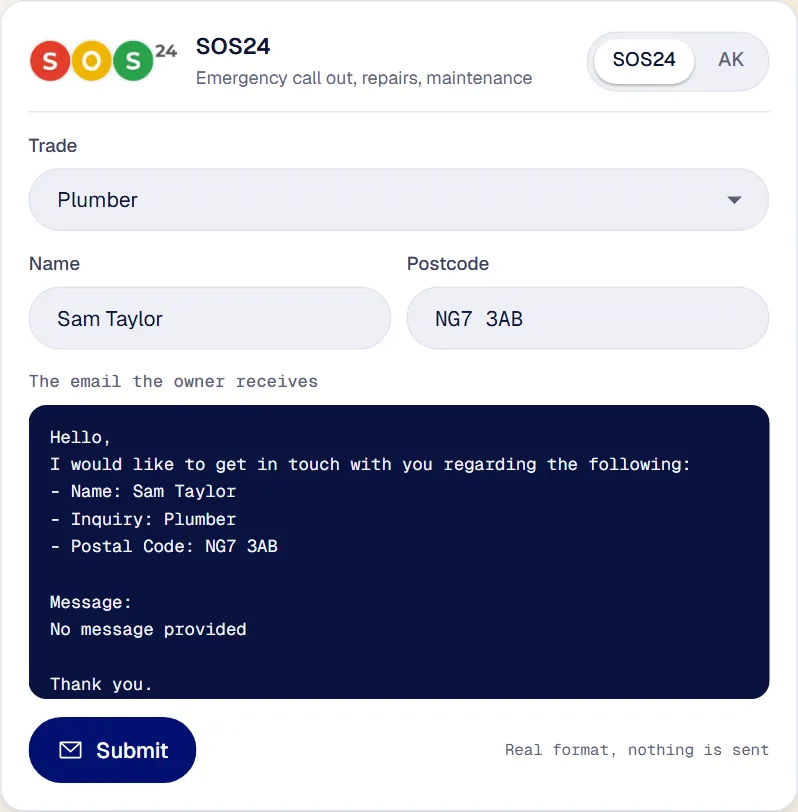 SOS24
SOS24
Emergency call out, repairs, maintenance
SOS24
AK
Trade
Plumber
Name
Postcode
Sam Taylor
NG7 3AB
The email the owner receives
Hello,
I would like to get in touch with you regarding the following:
- Name: Sam Taylor
- Inquiry: Plumber
- Postal Code: NG7 3AB
Message:
No message provided
Thank you.
Submit
Real format, nothing is sent